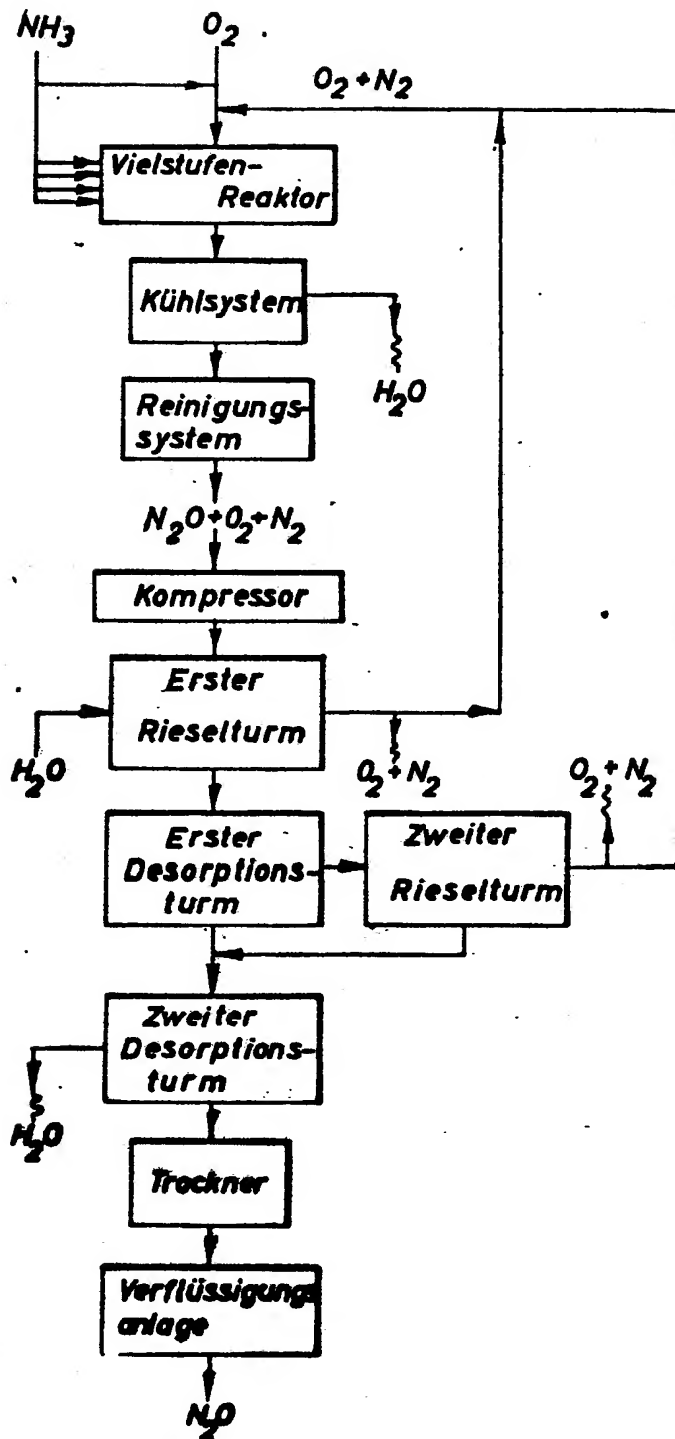 NH3 O2
O2+N2
Vielstufen-
Reaktor
Kühlsystem
H2O
Reinigungs-
system
N2O+O2+N2
Kompressor
Erster
Rieselturm
H2O
O2+N2
O2+N2
Erster
Desorptions-
turm
Zweiter
Rieselturm
Zweiter
Desorptions-
turm
H2O
Trockner
Verflüssigungs
anlage
N2O